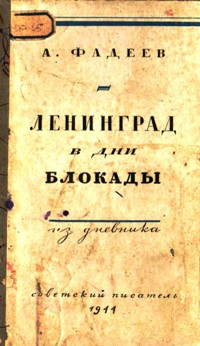 А. ФАДЕЕВ
ЛЕНИНГРАД
В ДНИ
БЛОКАДЫ
из дневника
советский писатель
1944